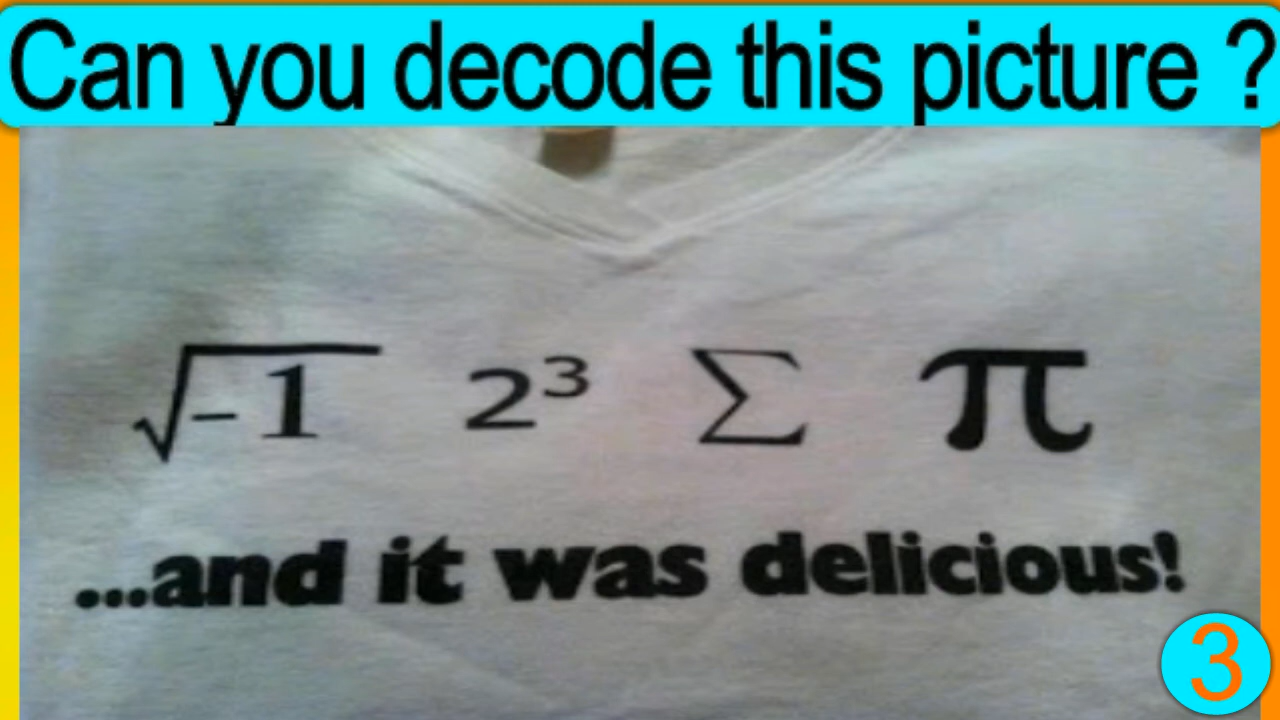 Can you decode this picture ?
√-1 2³ Σ π
...and it was delicious!
3